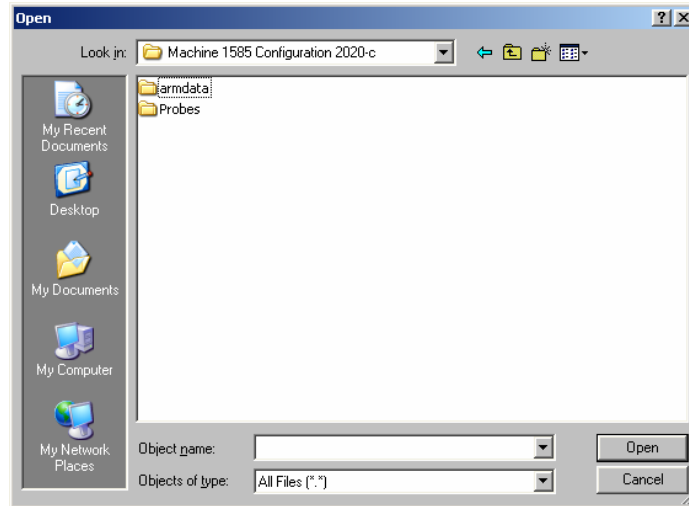 Open
Look in:
Machine 1585 Configuration 2020-c
armdata
Probes
My Recent
Documents
Desktop
My Documents
My Computer
My Network
Places
Object name:
Open
Objects of type:
All Files (*.*)
Cancel